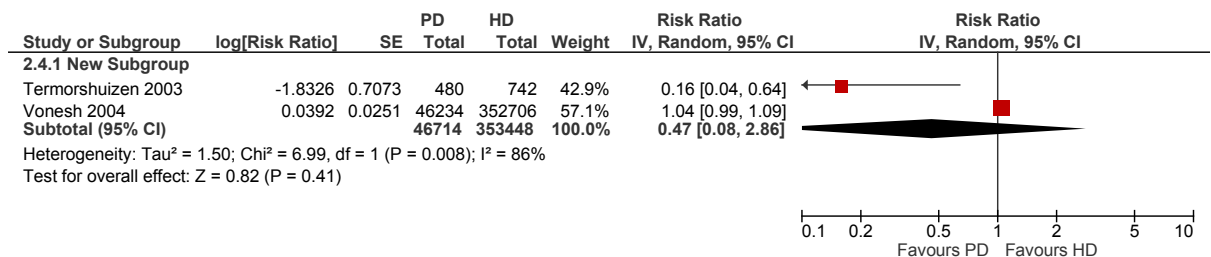 PD HD Risk Ratio Risk Ratio
Study or Subgroup log[Risk Ratio] SE Total Total Weight IV, Random, 95% CI IV, Random, 95% CI
2.4.1 New Subgroup
Termorshuizen 2003 -1.8326 0.7073 480 742 42.9% 0.16 [0.04, 0.64]
Vonesh 2004 0.0392 0.0251 46234 352706 57.1% 1.04 [0.99, 1.09]
Subtotal (95% CI) 46714 353448 100.0% 0.47 [0.08, 2.86]
Heterogeneity: Tau² = 1.50; Chi² = 6.99, df = 1 (P = 0.008); I² = 86%
Test for overall effect: Z = 0.82 (P = 0.41)
0.1 0.2 0.5 1 2 5 10
Favours PD Favours HD